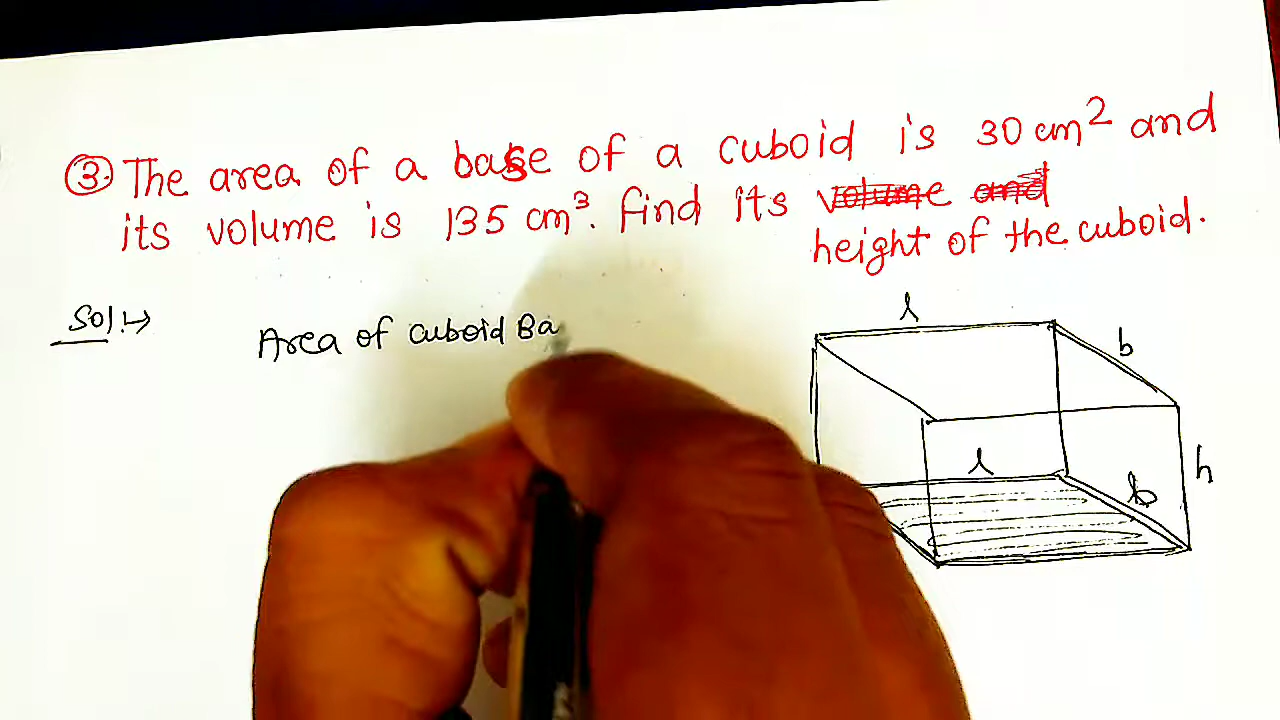 ③ The area of a base of a cuboid is 30 cm² and
its volume is 135 cm³. find its volume and
height of the cuboid.
Sol:→
Area of cuboid Ba
l
b
l
b
h